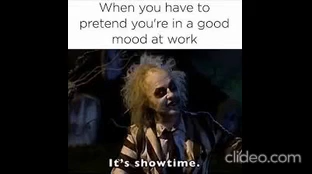 When you have to
pretend you're in a good
mood at work
It's showtime.
clideo.com